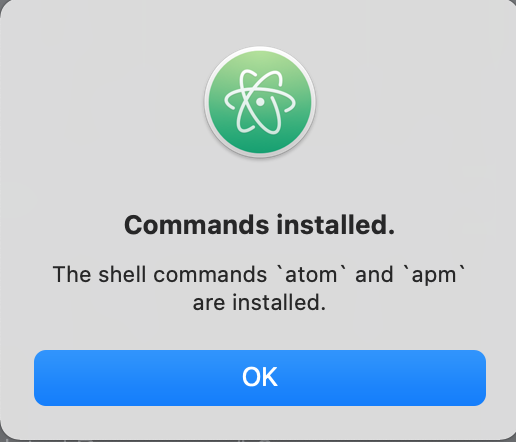 Commands installed.
The shell commands `atom` and `apm`
are installed.
OK